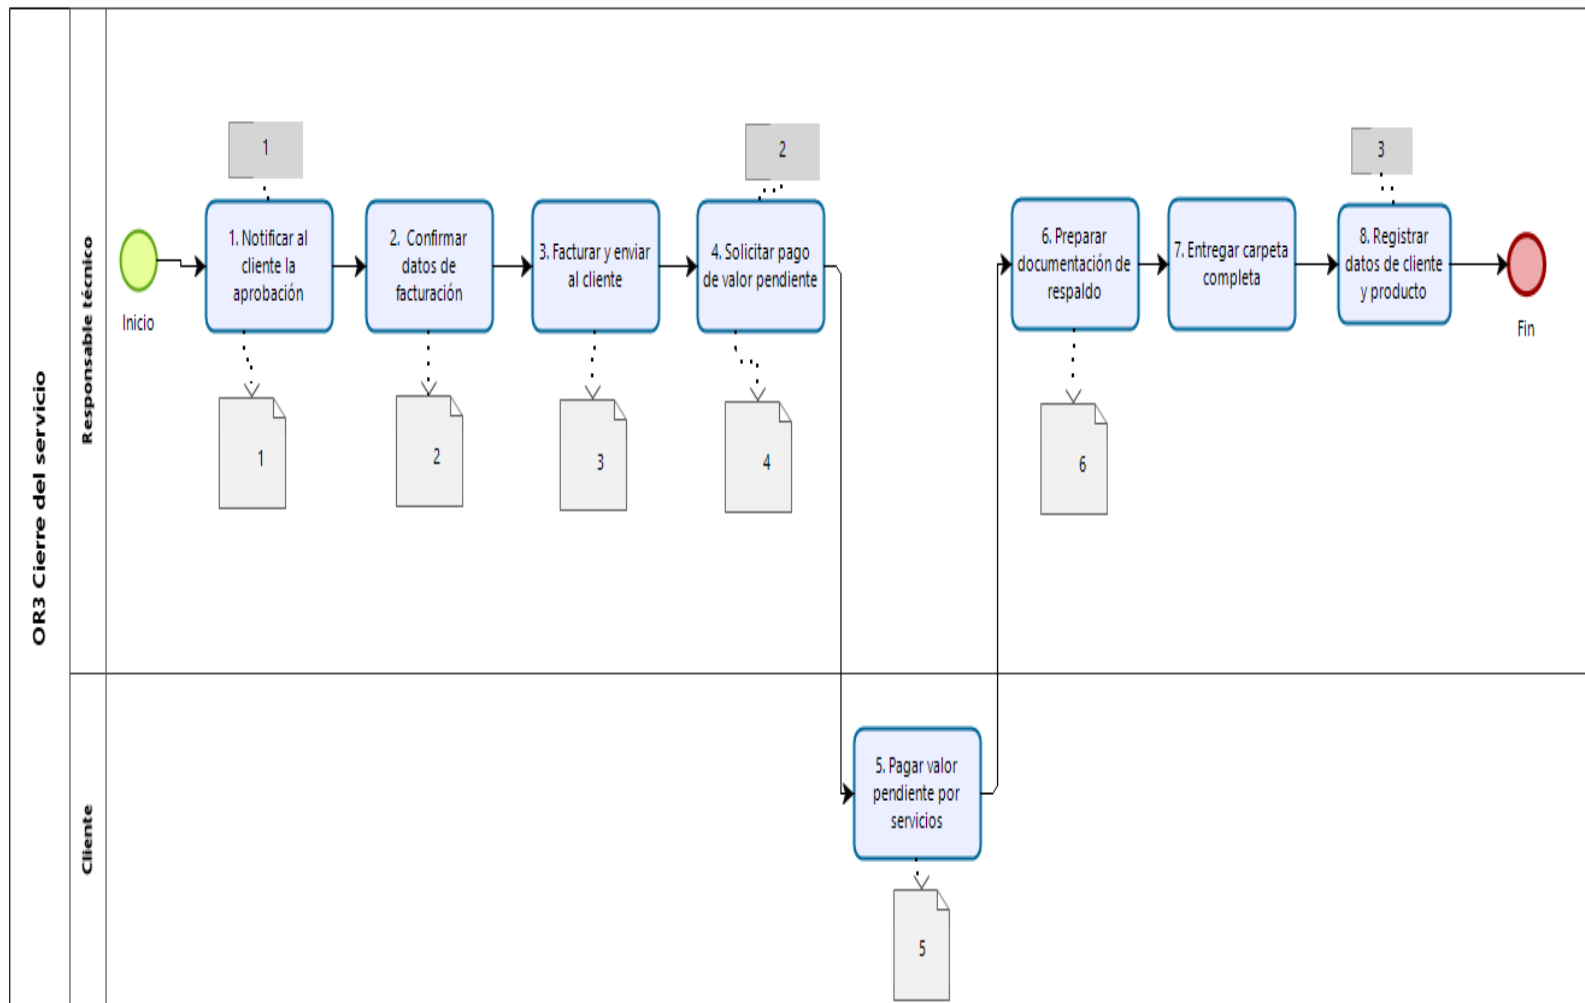 OR3 Cierre del servicio
Responsable técnico
Inicio
1
1. Notificar al
cliente la
aprobación
1
2. Confirmar
datos de
facturación
2
3. Facturar y enviar
al cliente
3
2
4. Solicitar pago
de valor pendiente
4
6. Preparar
documentación de
respaldo
6
7. Entregar carpeta
completa
3
8. Registrar
datos de cliente
y producto
Fin
Cliente
5. Pagar valor
pendiente por
servicios
5